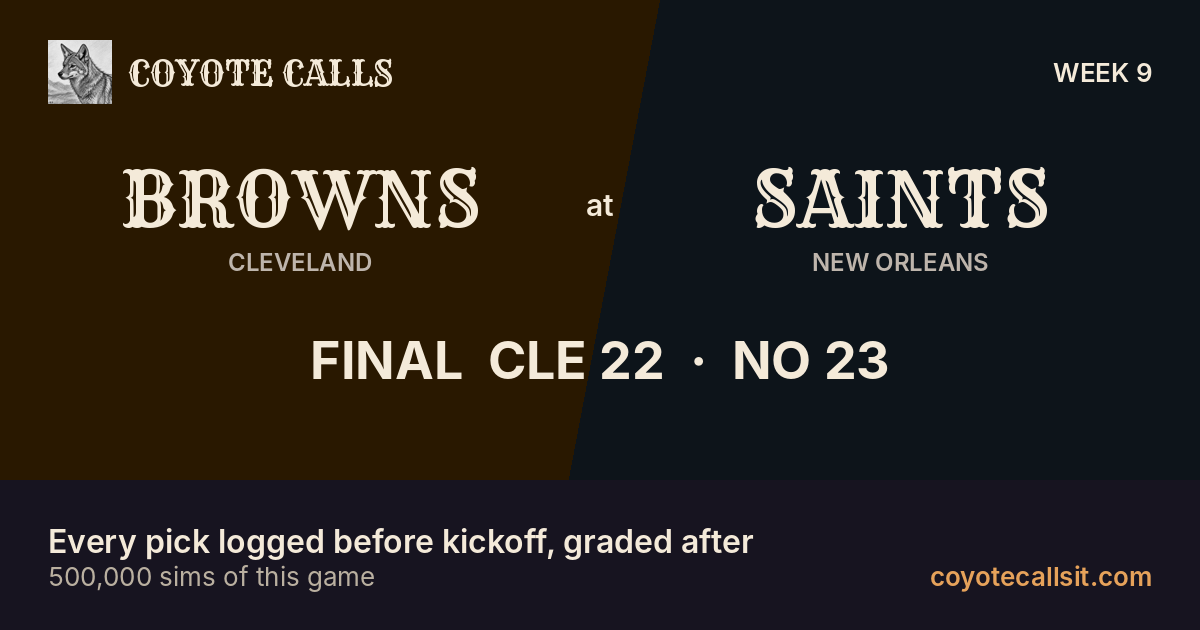 COYOTE CALLS
WEEK 9
BROWNS at SAINTS
CLEVELAND NEW ORLEANS
FINAL CLE 22 · NO 23
Every pick logged before kickoff, graded after
500,000 sims of this game
coyotecallsit.com